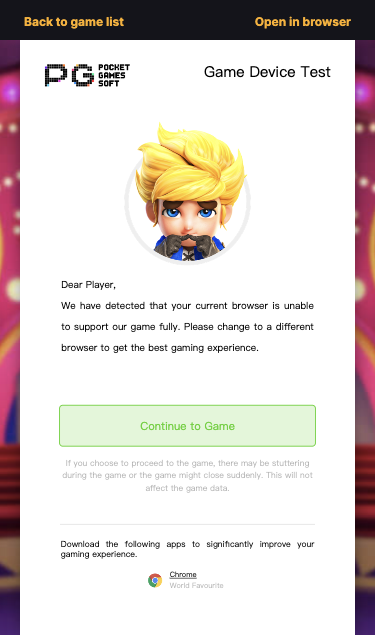 Back to game list
Open in browser
PG POCKET GAMES SOFT
Game Device Test
Dear Player,
We have detected that your current browser is unable
to support our game fully. Please change to a different
browser to get the best gaming experience.
Continue to Game
If you choose to proceed to the game, there may be stuttering
during the game or the game might close suddenly. This will not
affect the game data.
Download the following apps to significantly improve your
gaming experience.
Chrome
World Favourite